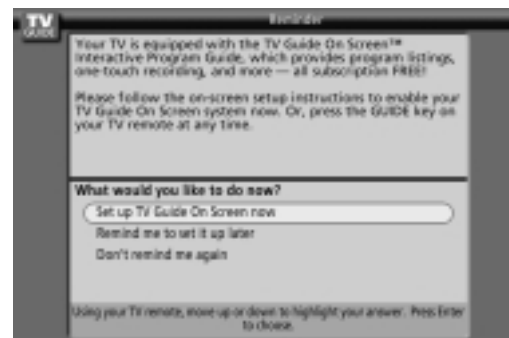 TV
GUIDE
Reminder
Your TV is equipped with the TV Guide On Screen™
Interactive Program Guide, which provides program listings,
one-touch recording, and more — all subscription FREE!
Please follow the on-screen setup instructions to enable your
TV Guide On Screen system now. Or, press the GUIDE key on
your TV remote at any time.
What would you like to do now?
Set up TV Guide On Screen now
Remind me to set it up later
Don't remind me again
Using your TV remote, move up or down to highlight your answer. Press Enter
to choose.